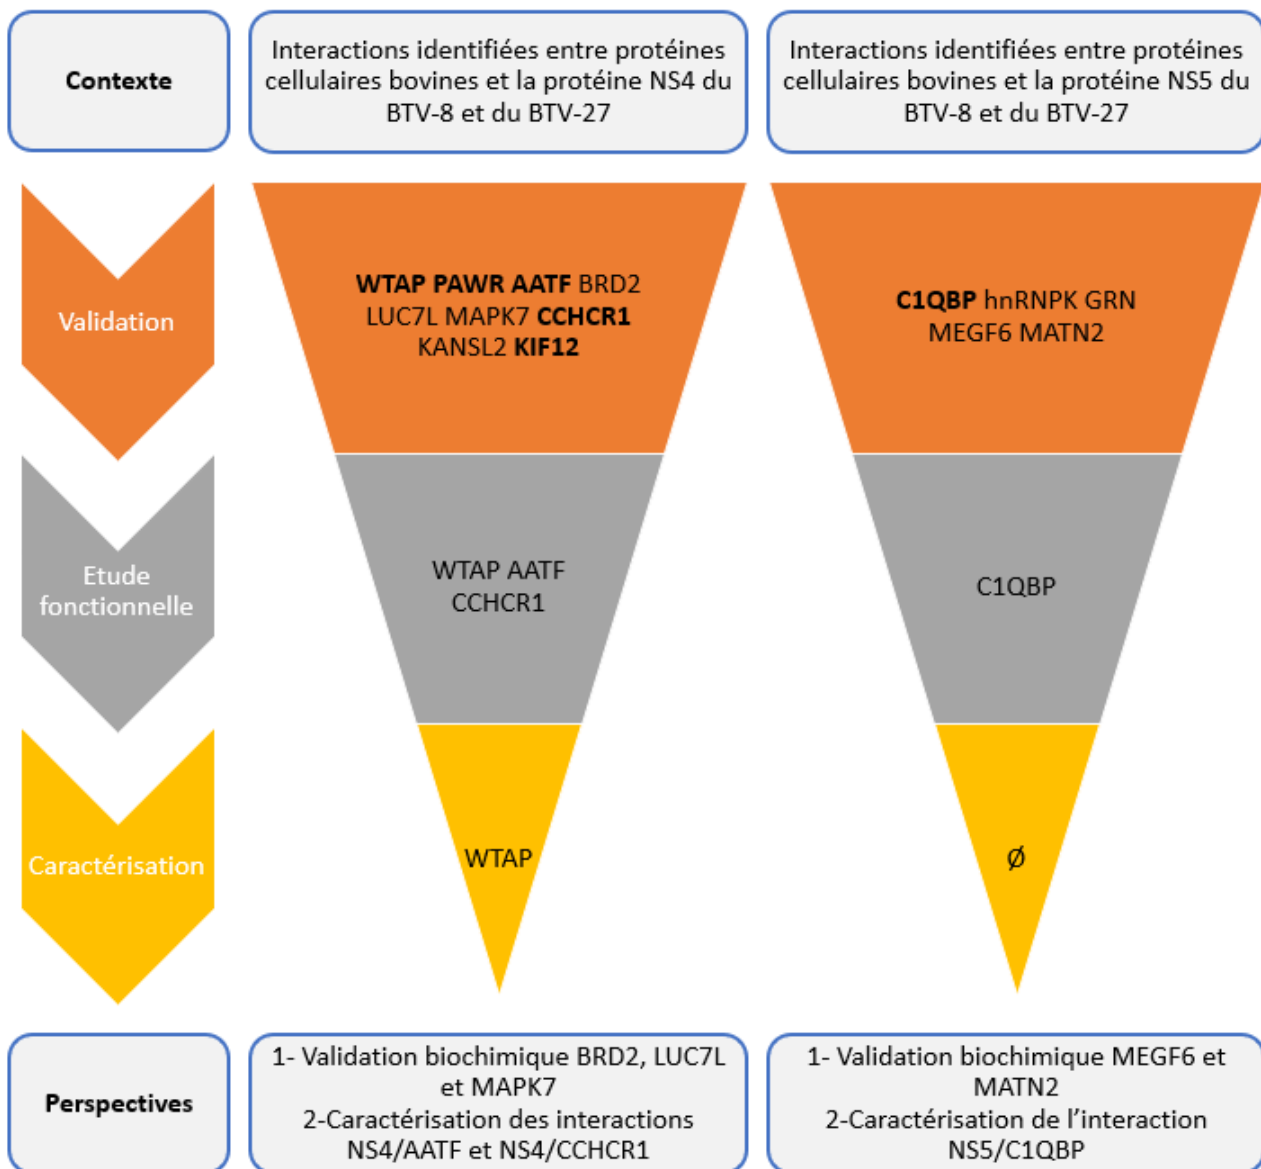 Contexte
Interactions identifiées entre protéines
cellulaires bovines et la protéine NS4 du
BTV-8 et du BTV-27
Interactions identifiées entre protéines
cellulaires bovines et la protéine NS5 du
BTV-8 et du BTV-27
Validation
WTAP PAWR AATF BRD2
LUC7L MAPK7 CCHCR1
KANSL2 KIF12
C1QBP hnRNPK GRN
MEGF6 MATN2
Etude
fonctionnelle
WTAP AATF
CCHCR1
C1QBP
Caractérisation
WTAP
Ø
Perspectives
1- Validation biochimique BRD2, LUC7L
et MAPK7
2-Caractérisation des interactions
NS4/AATF et NS4/CCHCR1
1- Validation biochimique MEGF6 et
MATN2
2-Caractérisation de l’interaction
NS5/C1QBP